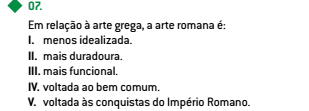 07.
Em relação à arte grega, a arte romana é:
I. menos idealizada.
II. mais duradoura.
III. mais funcional.
IV. voltada ao bem comum.
V. voltada às conquistas do Império Romano.